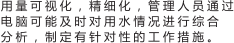 用量可视化，精细化，管理人员通过
电脑可能及时对用水情况进行综合
分析，制定有针对性的工作措施。